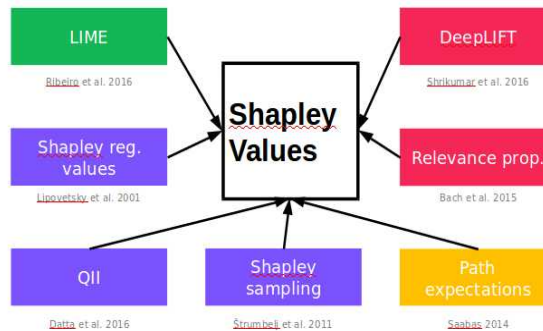 LIME
DeepLIFT
Ribeiro et al. 2016
Shrikumar et al. 2016
Shapley
Values
Shapley reg.
values
Relevance prop.
Lipovetsky et al. 2001
Bach et al. 2015
QII
Shapley
sampling
Path
expectations
Datta et al. 2016
Štrumbelj et al. 2011
Saabas 2014